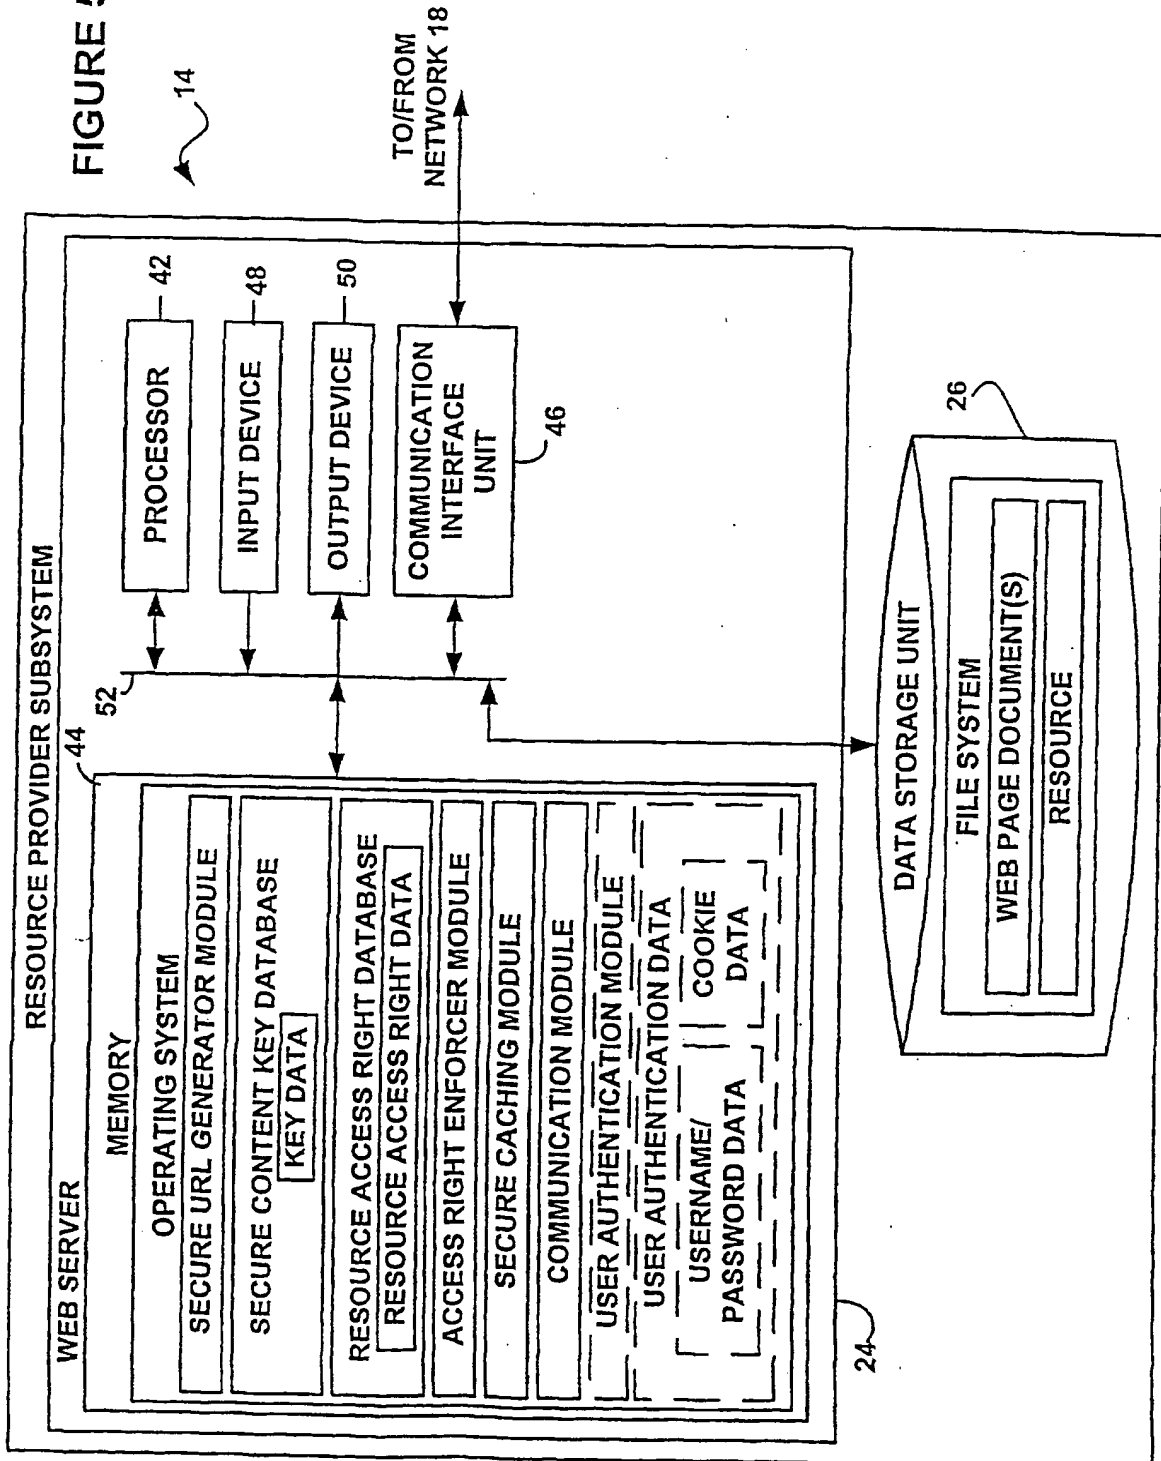 FIGURE 5
14
RESOURCE PROVIDER SUBSYSTEM
WEB SERVER
44
MEMORY
OPERATING SYSTEM
SECURE URL GENERATOR MODULE
SECURE CONTENT KEY DATABASE
KEY DATA
RESOURCE ACCESS RIGHT DATABASE
RESOURCE ACCESS RIGHT DATA
ACCESS RIGHT ENFORCER MODULE
SECURE CACHING MODULE
COMMUNICATION MODULE
USER AUTHENTICATION MODULE
USER AUTHENTICATION DATA
USERNAME/
PASSWORD DATA
COOKIE
DATA
24
52
PROCESSOR
42
INPUT DEVICE
48
OUTPUT DEVICE
50
COMMUNICATION
INTERFACE
UNIT
46
TO/FROM
NETWORK 18
DATA STORAGE UNIT
26
FILE SYSTEM
WEB PAGE DOCUMENT(S)
RESOURCE